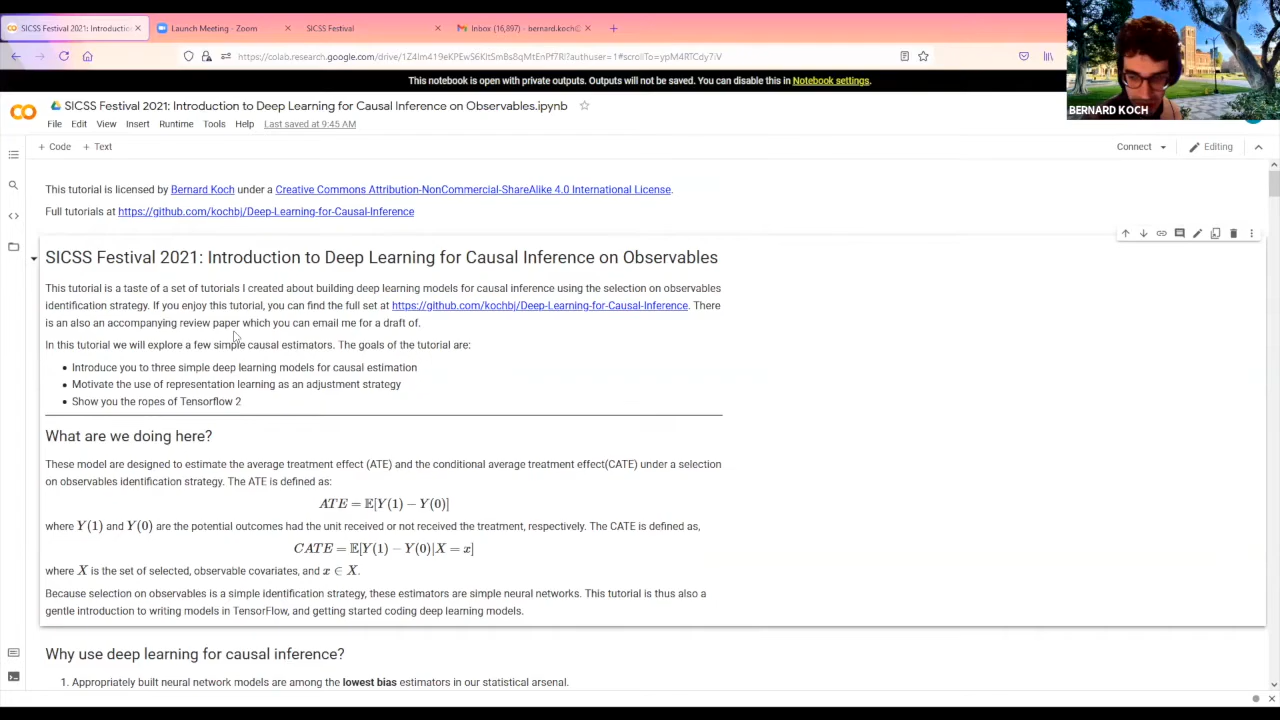 SICSS Festival 2021: Introductic
Launch Meeting - Zoom
SICSS Festival
Inbox (16,897) - bernard.koch@
This notebook is open with private outputs. Outputs will not be saved. You can disable this in Notebook settings.
SICSS Festival 2021: Introduction to Deep Learning for Causal Inference on Observables.ipynb
BERNARD KOCH
File Edit View Insert Runtime Tools Help Last saved at 9:45 AM
+ Code + Text
Connect
Editing
This tutorial is licensed by Bernard Koch under a Creative Commons Attribution-NonCommercial-ShareAlike 4.0 International License.
Full tutorials at https://github.com/kochbj/Deep-Learning-for-Causal-Inference
SICSS Festival 2021: Introduction to Deep Learning for Causal Inference on Observables
This tutorial is a taste of a set of tutorials I created about building deep learning models for causal inference using the selection on observables
identification strategy. If you enjoy this tutorial, you can find the full set at https://github.com/kochbj/Deep-Learning-for-Causal-Inference. There
is an also an accompanying review paper which you can email me for a draft of.
In this tutorial we will explore a few simple causal estimators. The goals of the tutorial are:
• Introduce you to three simple deep learning models for causal estimation
• Motivate the use of representation learning as an adjustment strategy
• Show you the ropes of Tensorflow 2
What are we doing here?
These model are designed to estimate the average treatment effect (ATE) and the conditional average treatment effect(CATE) under a selection
on observables identification strategy. The ATE is defined as:
ATE = 𝔼[Y(1) − Y(0)]
where Y(1) and Y(0) are the potential outcomes had the unit received or not received the treatment, respectively. The CATE is defined as,
CATE = 𝔼[Y(1) − Y(0)|X = x]
where X is the set of selected, observable covariates, and x ∈ X.
Because selection on observables is a simple identification strategy, these estimators are simple neural networks. This tutorial is thus also a
gentle introduction to writing models in TensorFlow, and getting started coding deep learning models.
Why use deep learning for causal inference?
1. Appropriately built neural network models are among the lowest bias estimators in our statistical arsenal.